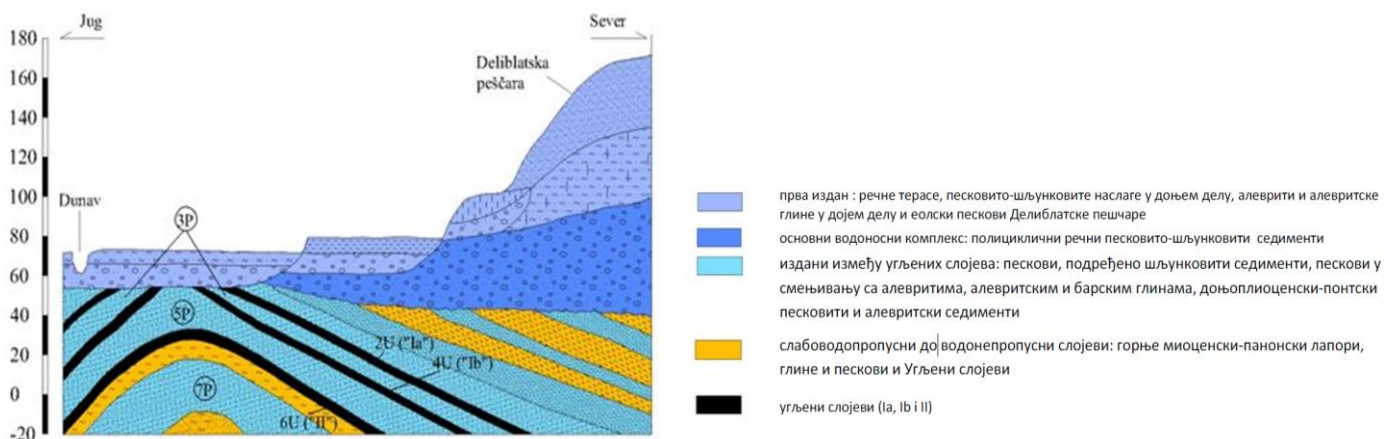 Jug
Sever
180
160
140
120
100
80
60
40
20
0
-20
Deliblatska
peščara
Dunav
3P
5P
7P
2U ("Ia")
4U ("Ib")
6U ("II")
прва издан : речне терасе, песковито-шљунковите наслаге у доњем делу, алеврити и алевритске
глине у дојем делу и еолски пескови Делиблатске пешчаре
основни водоносни комплекс: полициклични речни песковито-шљунковити седименти
издани између угљених слојева: пескови, подређено шљунковити седименти, пескови у
смењивању са алевритима, алевритским и барским глинама, доњоплиоценски-понтски
песковити и алевритски седименти
слабоводопропусни до водонепропусни слојеви: горње миоценски-панонски лапори,
глине и пескови и Угљени слојеви
угљени слојеви (Ia, Ib i II)